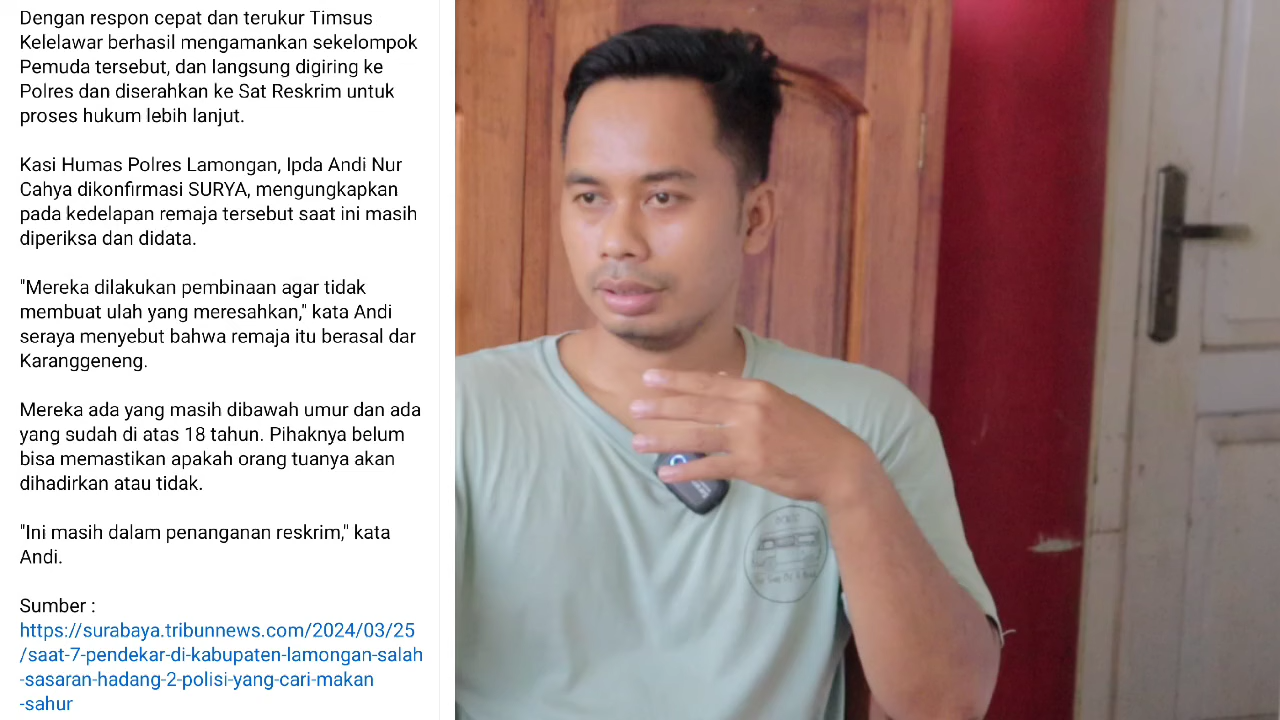 Dengan respon cepat dan terukur Timsus
Kelelawar berhasil mengamankan sekelompok
Pemuda tersebut, dan langsung digiring ke
Polres dan diserahkan ke Sat Reskrim untuk
proses hukum lebih lanjut.
Kasi Humas Polres Lamongan, Ipda Andi Nur
Cahya dikonfirmasi SURYA, mengungkapkan
pada kedelapan remaja tersebut saat ini masih
diperiksa dan didata.
"Mereka dilakukan pembinaan agar tidak
membuat ulah yang meresahkan," kata Andi
seraya menyebut bahwa remaja itu berasal dar
Karanggeneng.
Mereka ada yang masih dibawah umur dan ada
yang sudah di atas 18 tahun. Pihaknya belum
bisa memastikan apakah orang tuanya akan
dihadirkan atau tidak.
"Ini masih dalam penanganan reskrim," kata
Andi.
Sumber :
https://surabaya.tribunnews.com/2024/03/25
/saat-7-pendekar-di-kabupaten-lamongan-salah
-sasaran-hadang-2-polisi-yang-cari-makan
-sahur